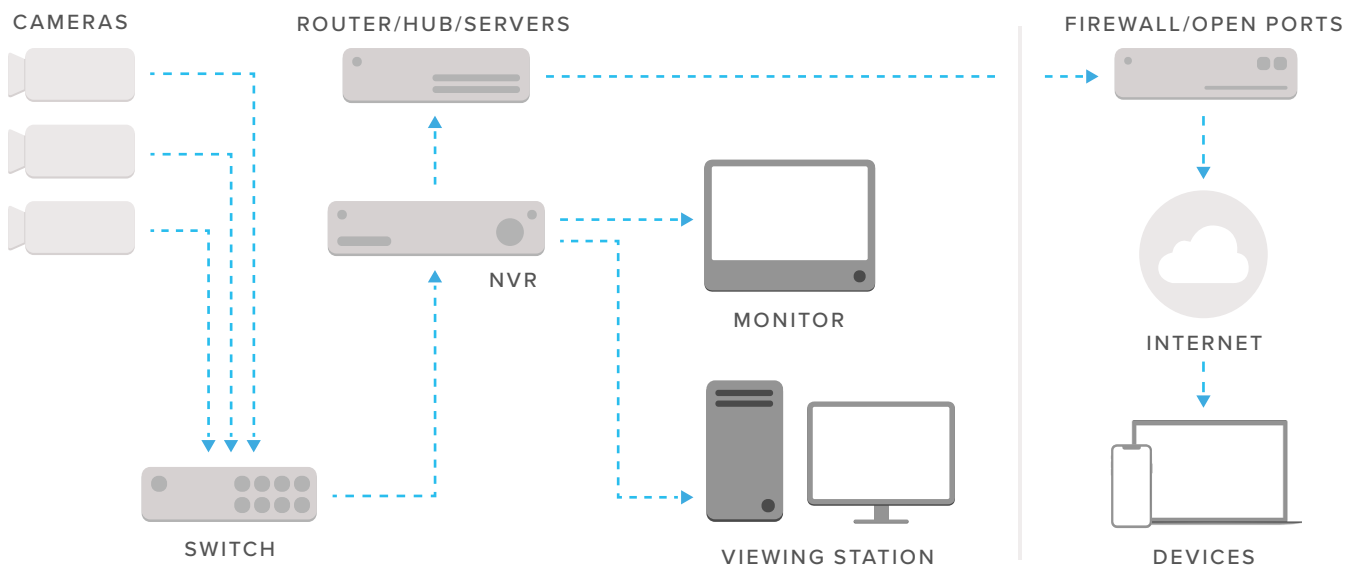 CAMERAS
ROUTER/HUB/SERVERS
FIREWALL/OPEN PORTS
NVR
MONITOR
INTERNET
SWITCH
VIEWING STATION
DEVICES